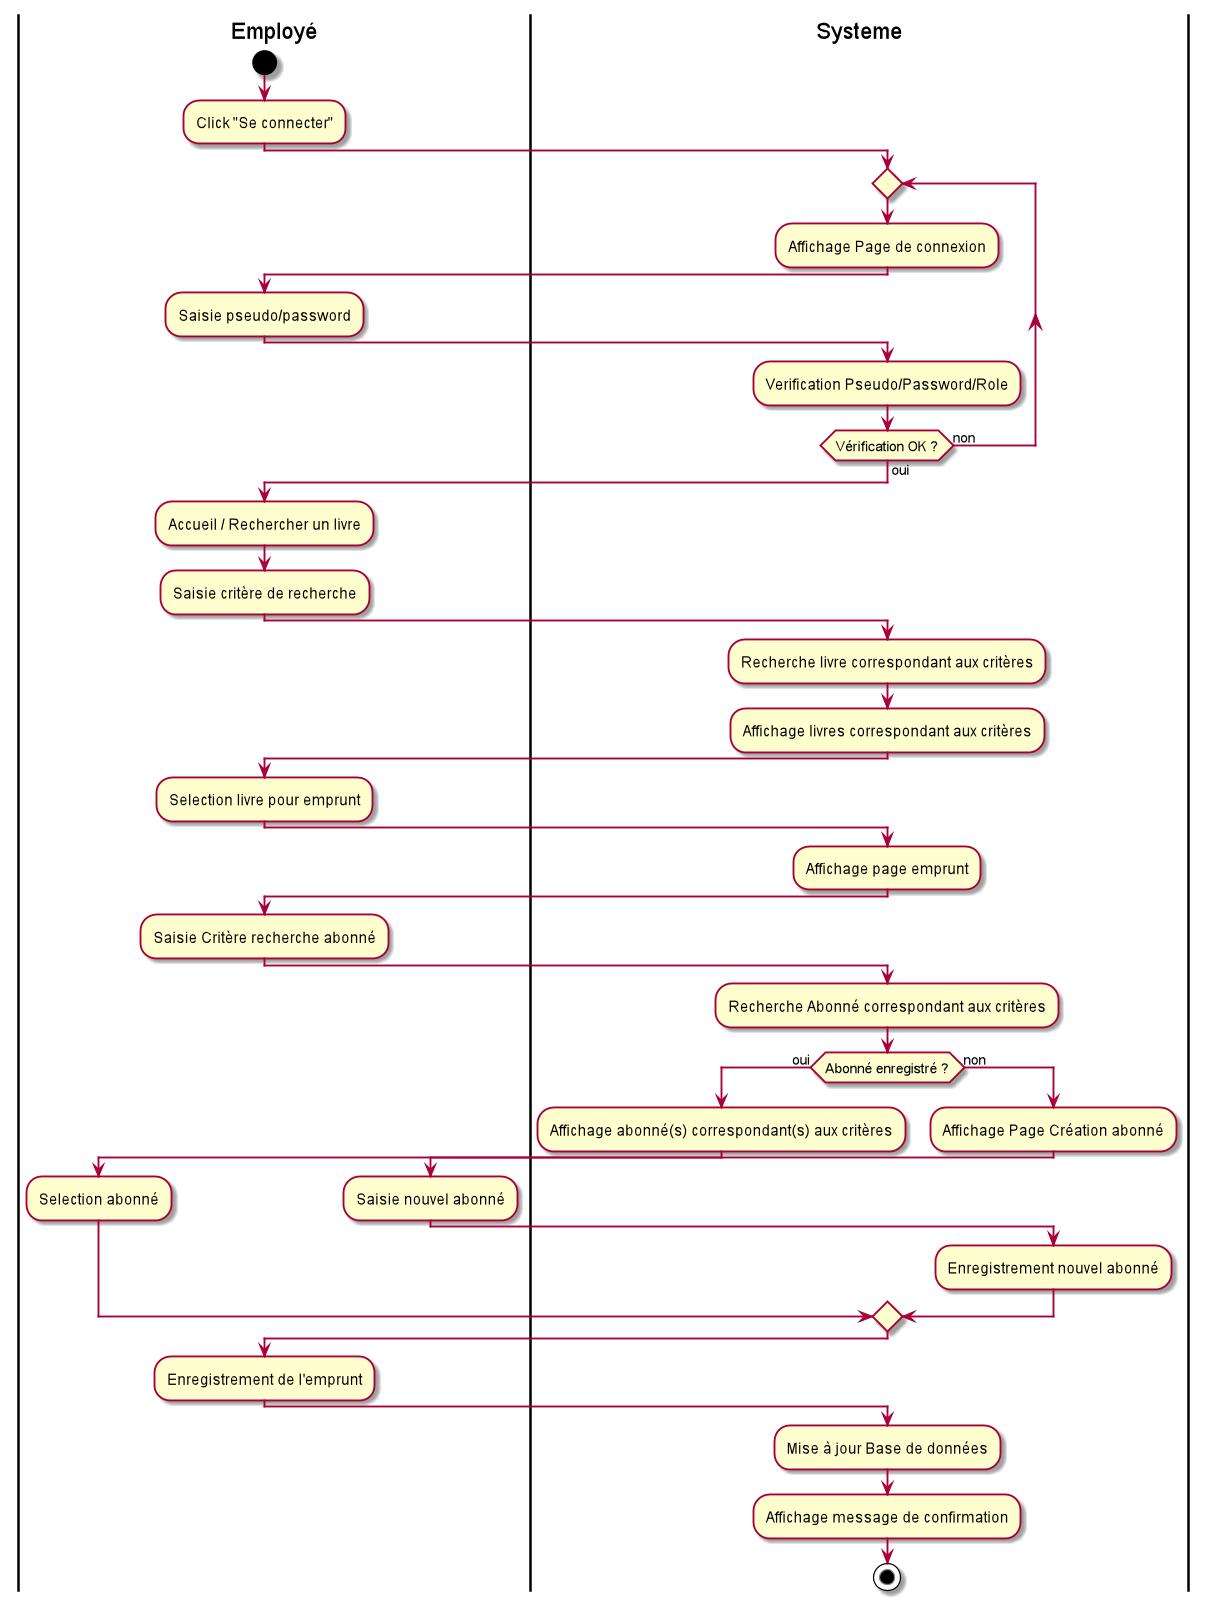 Employé
Systeme
Click "Se connecter"
Affichage Page de connexion
Saisie pseudo/password
Verification Pseudo/Password/Role
Vérification OK ?
non
oui
Accueil / Rechercher un livre
Saisie critère de recherche
Recherche livre correspondant aux critères
Affichage livres correspondant aux critères
Selection livre pour emprunt
Affichage page emprunt
Saisie Critère recherche abonné
Recherche Abonné correspondant aux critères
oui
Abonné enregistré ?
non
Affichage abonné(s) correspondant(s) aux critères
Affichage Page Création abonné
Selection abonné
Saisie nouvel abonné
Enregistrement nouvel abonné
Enregistrement de l'emprunt
Mise à jour Base de données
Affichage message de confirmation